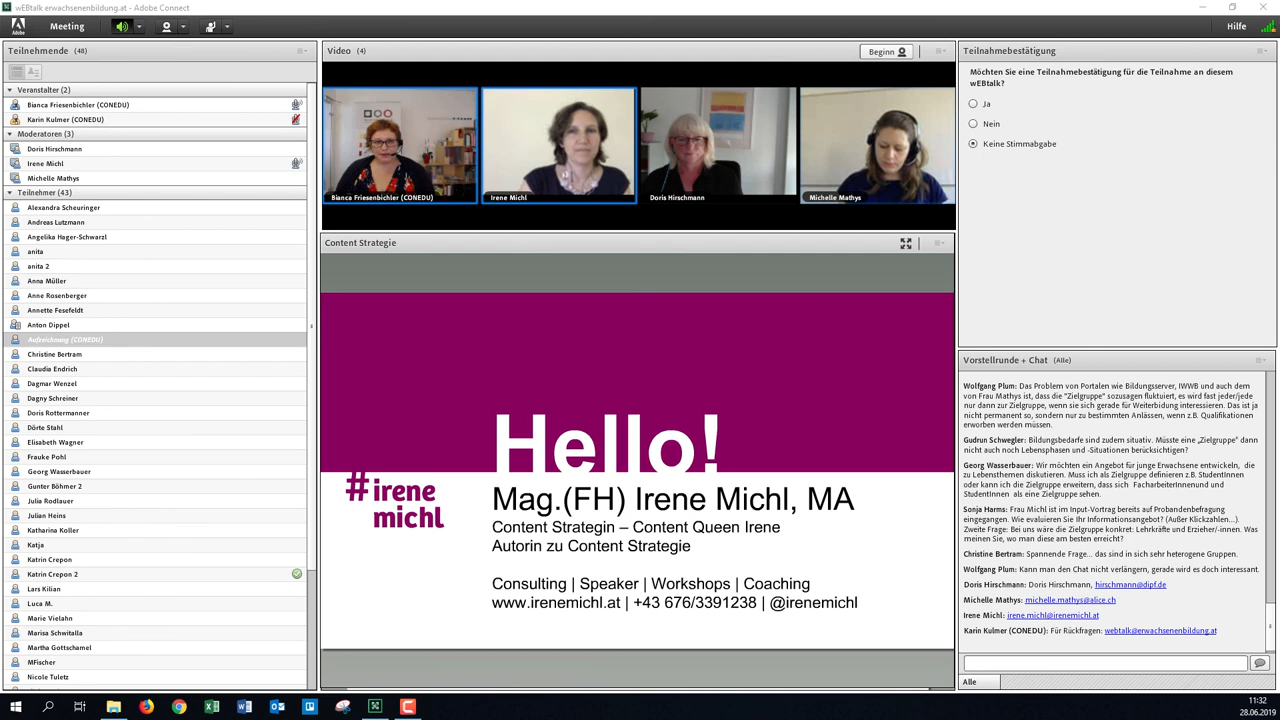 wEBtalk erwachsenenbildung.at - Adobe Connect
Adobe
Meeting
Hilfe
Teilnehmende (48)
Veranstalter (2)
Bianca Friesenbichler (CONEDU)
Karin Kulmer (CONEDU)
Moderatoren (3)
Doris Hirschmann
Irene Michl
Michelle Mathys
Teilnehmer (43)
Alexandra Scheuringer
Andreas Lutzmann
Angelika Hager-Schwarzl
anita
anita 2
Anna Müller
Anne Rosenberger
Annette Fesefeldt
Anton Dippel
Aufzeichnung (CONEDU)
Christine Bertram
Claudia Endrich
Dagmar Wenzel
Dagny Schreiner
Doris Rottermanner
Dörte Stahl
Elisabeth Wagner
Frauke Pohl
Georg Wasserbauer
Gunter Böhmer 2
Julia Rodlauer
Julian Heins
Katharina Koller
Katja
Katrin Crepon
Katrin Crepon 2
Lars Kilian
Luca M.
Marie Vielahn
Marisa Schwitalla
Martha Gottschamel
MFischer
Nicole Tuletz
Video (4)
Beginn
Bianca Friesenbichler (CONEDU)
Irene Michl
Doris Hirschmann
Michelle Mathys
Content Strategie
Hello!
#irene
michl
Mag.(FH) Irene Michl, MA
Content Strategin – Content Queen Irene
Autorin zu Content Strategie
Consulting | Speaker | Workshops | Coaching
www.irenemichl.at | +43 676/3391238 | @irenemichl
Teilnahmebestätigung
Möchten Sie eine Teilnahmebestätigung für die Teilnahme an diesem
wEBtalk?
Ja
Nein
Keine Stimmabgabe
Vorstellrunde + Chat (Alle)
Wolfgang Plum: Das Problem von Portalen wie Bildungsserver, IWWB und auch dem
von Frau Mathys ist, dass die "Zielgruppe" sozusagen fluktuiert, es wird fast jeder/jede
nur dann zur Zielgruppe, wenn sie sich gerade für Weiterbildung interessieren. Das ist ja
nicht permanent so, sondern nur zu bestimmten Anlässen, wenn z.B. Qualifikationen
erworben werden müssen.
Gudrun Schwegler: Bildungsbedarfe sind zudem situativ. Müsste eine „Zielgruppe" dann
nicht auch noch Lebensphasen und -Situationen berücksichtigen?
Georg Wasserbauer: Wir möchten ein Angebot für junge Erwachsene entwickeln, die
zu Lebensthemen diskutieren. Muss ich als Zielgruppe definieren z.B. StudentInnen
oder kann ich die Zielgruppe erweitern, dass sich FacharbeiterInnenund und
StudentInnen als eine Zielgruppe sehen.
Sonja Harms: Frau Michl ist im Input-Vortrag bereits auf Probandenbefragung
eingegangen. Wie evaluieren Sie Ihr Informationsangebot? (Außer Klickzahlen...).
Zweite Frage: Bei uns wäre die Zielgruppe konkret: Lehrkräfte und Erzieher/-innen. Was
meinen Sie, wo man diese am besten erreicht?
Christine Bertram: Spannende Frage... das sind in sich sehr heterogene Gruppen.
Wolfgang Plum: Kann man den Chat nicht verlängern, gerade wird es doch interessant.
Doris Hirschmann: Doris Hirschmann, hirschmann@dipf.de
Michelle Mathys: michelle.mathys@alice.ch
Irene Michl: irene.michl@irenemichl.at
Karin Kulmer (CONEDU): Für Rückfragen: webtalk@erwachsenenbildung.at
Alle
11:32
28.06.2019